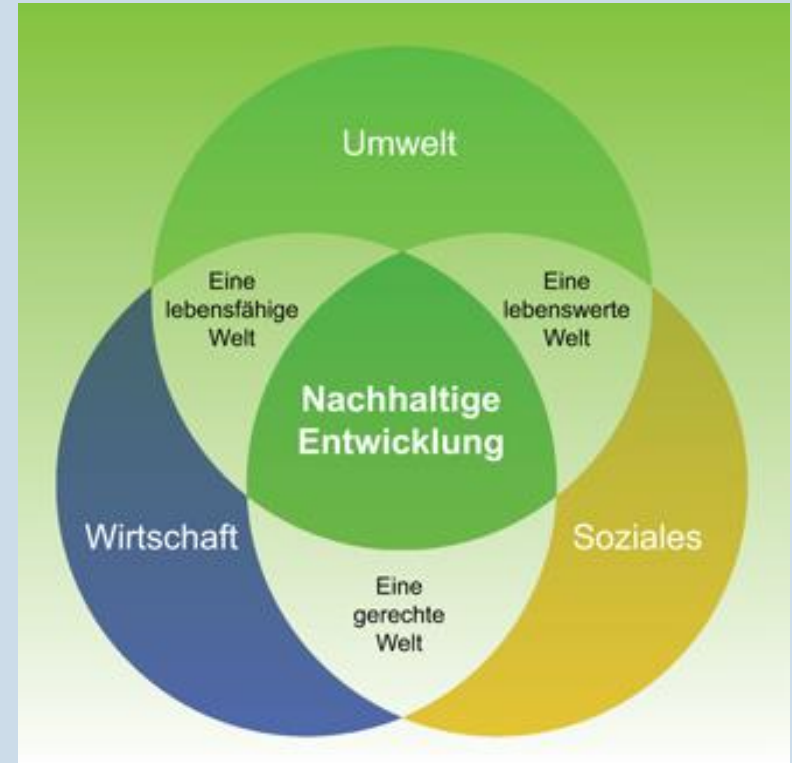 Umwelt
Eine
lebensfähige
Welt
Eine
lebenswerte
Welt
Nachhaltige
Entwicklung
Wirtschaft
Soziales
Eine
gerechte
Welt